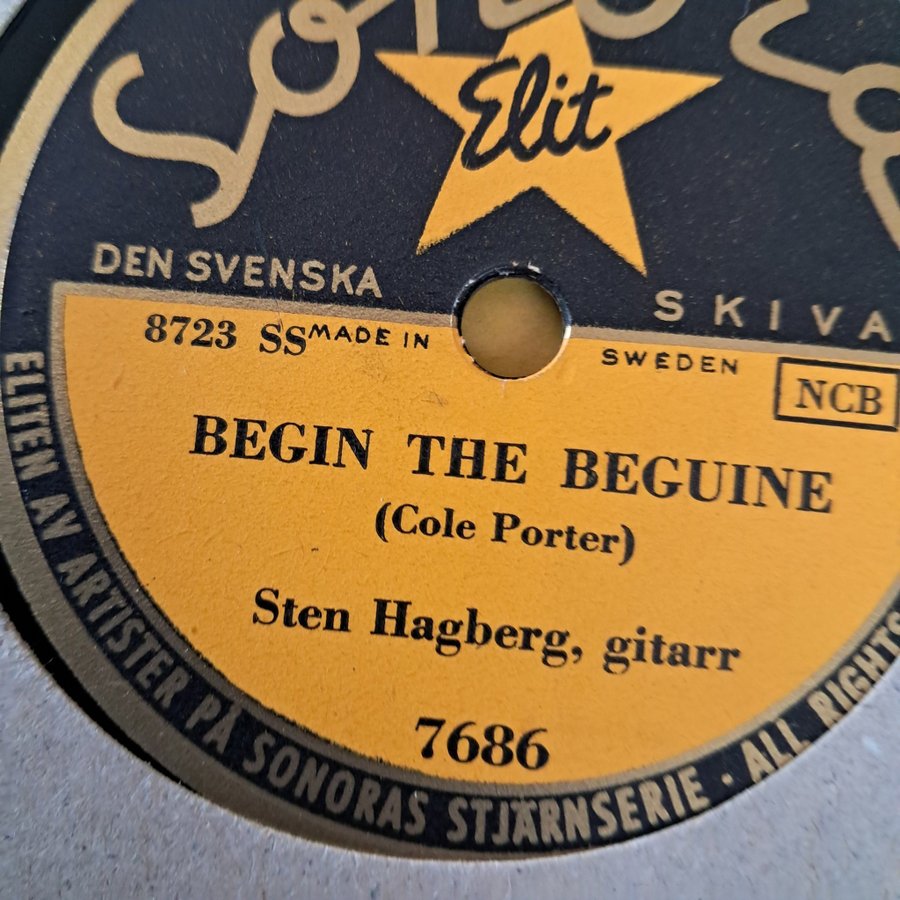 Elit
DEN SVENSKA SKIVA
8723 SS MADE IN SWEDEN
NCB
BEGIN THE BEGUINE
(Cole Porter)
Sten Hagberg, gitarr
7686
ELITEN AV ARTISTER PÅ SONORAS STJÄRNSERIE · ALL RIGHTS